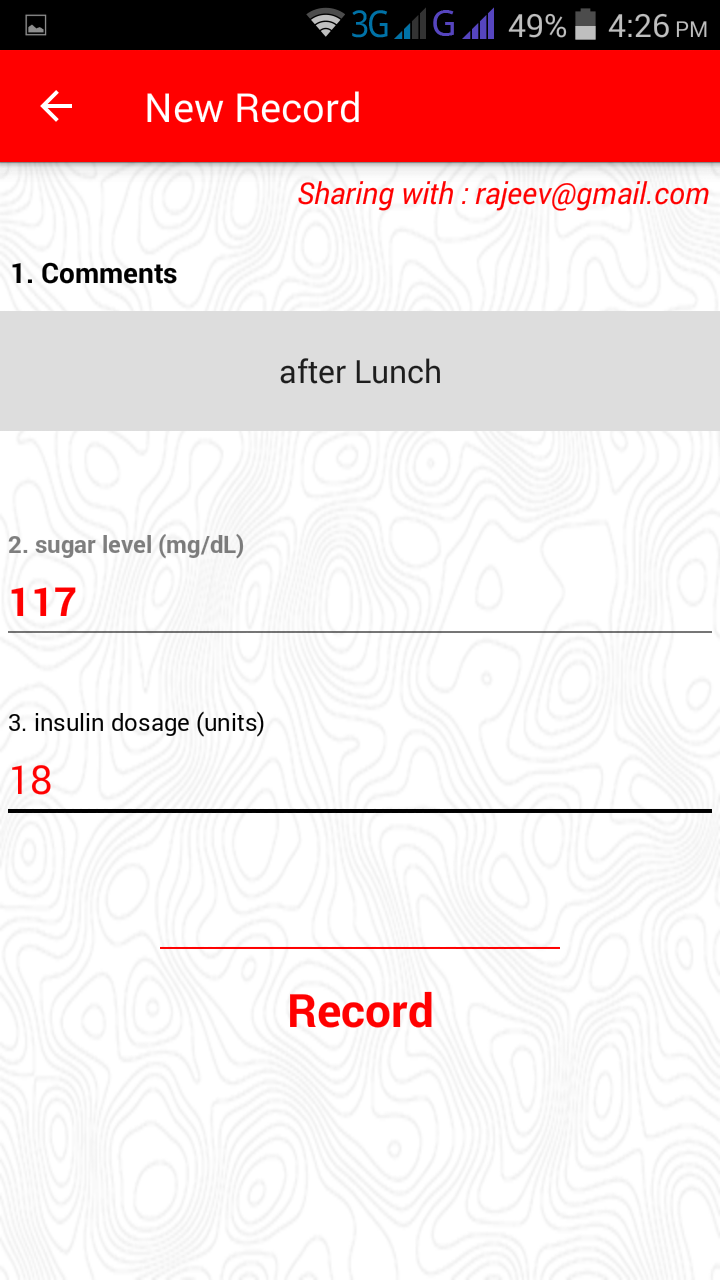 3G G 49% 4:26 PM
New Record
Sharing with : rajeev@gmail.com
1. Comments
after Lunch
2. sugar level (mg/dL)
117
3. insulin dosage (units)
18
Record